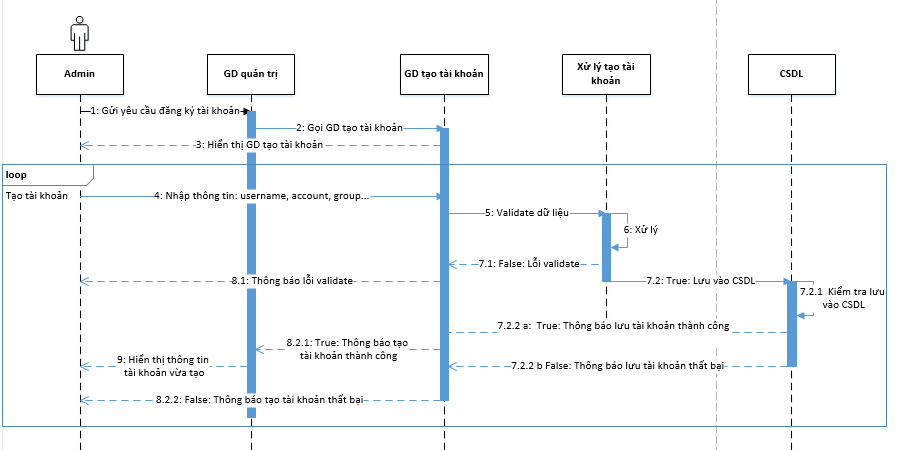 Admin
GD quản trị
GD tạo tài khoản
Xử lý tạo tài
khoản
CSDL
1: Gửi yêu cầu đăng ký tài khoản
2: Gọi GD tạo tài khoản
3: Hiển thị GD tạo tài khoản
loop
Tạo tài khoản
4: Nhập thông tin: username, account, group...
5: Validate dữ liệu
6: Xử lý
7.1: False: Lỗi validate
8.1: Thông báo lỗi validate
7.2: True: Lưu vào CSDL
7.2.1 Kiểm tra lưu
vào CSDL
7.2.2 a: True: Thông báo lưu tài khoản thành công
8.2.1: True: Thông báo tạo
tài khoản thành công
9: Hiển thị thông tin
tài khoản vừa tạo
7.2.2 b False: Thông báo lưu tài khoản thất bại
8.2.2: False: Thông báo tạo tài khoản thất bại